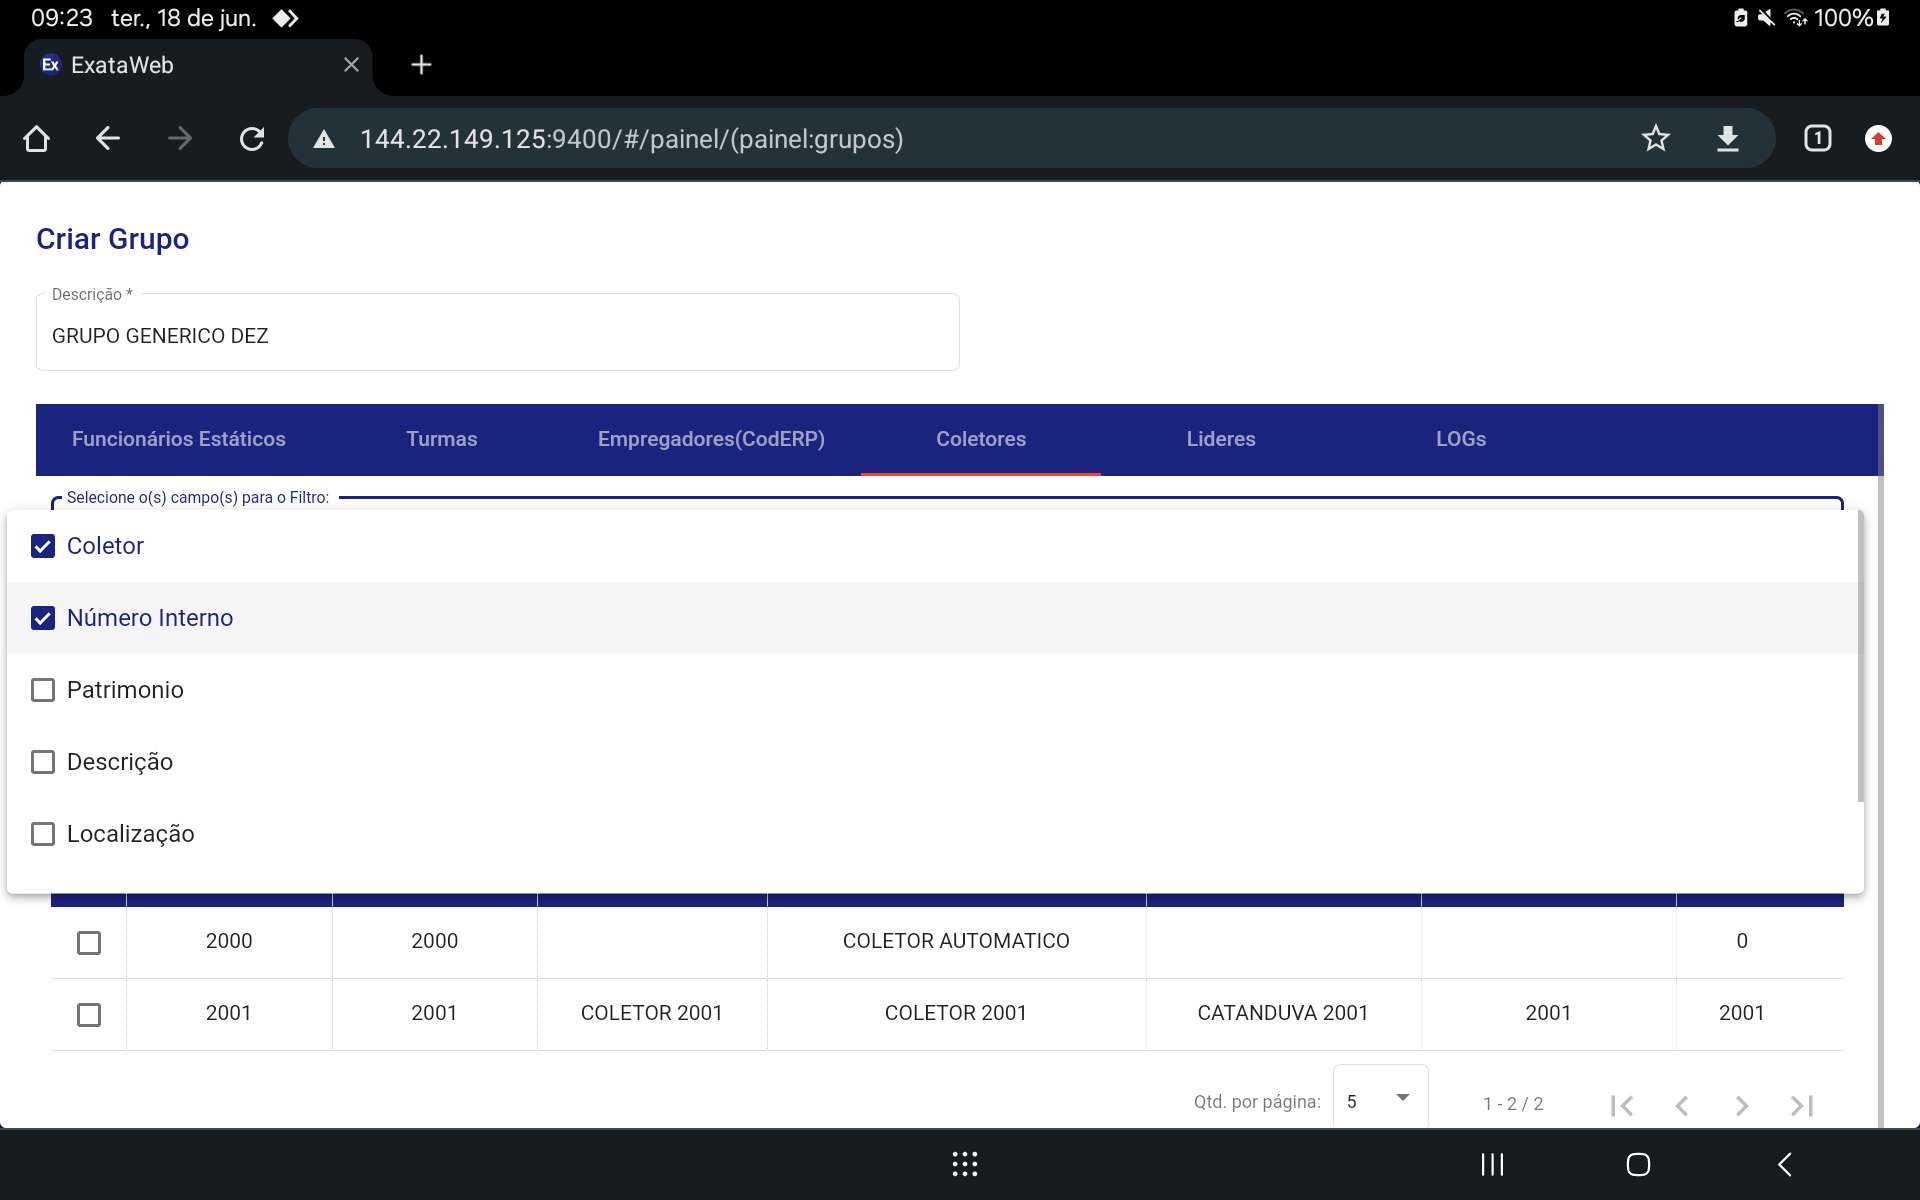 09:23 ter., 18 de jun. 100%
Ex ExataWeb
144.22.149.125:9400/#/painel/(painel:grupos) 1
Criar Grupo
Descrição *
GRUPO GENERICO DEZ
Funcionários Estáticos Turmas Empregadores(CodERP) Coletores Lideres LOGs
Selecione o(s) campo(s) para o Filtro:
Coletor
Número Interno
Patrimonio
Descrição
Localização
2000 2000 COLETOR AUTOMATICO 0
2001 2001 COLETOR 2001 COLETOR 2001 CATANDUVA 2001 2001 2001
Qtd. por página: 5 1 - 2 / 2